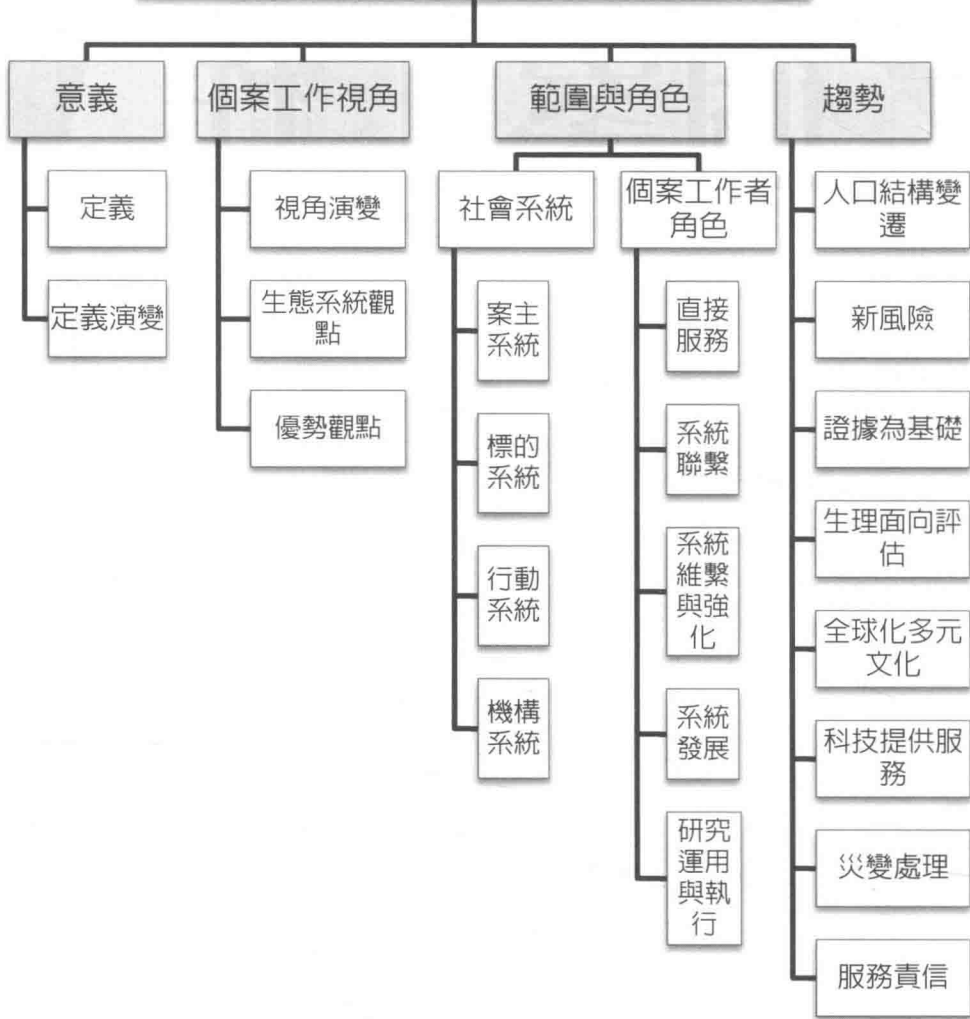 意義
個案工作視角
範圍與角色
趨勢
定義
定義演變
視角演變
生態系統觀
點
優勢觀點
社會系統
案主
系統
標的
系統
行動
系統
機構
系統
個案工作者
角色
直接
服務
系統
聯繫
系統
維繫
與強
化
系統
發展
研究
運用
與執
行
人口結構變
遷
新風險
證據為基礎
生理面向評
估
全球化多元
文化
科技提供服
務
災變處理
服務責信